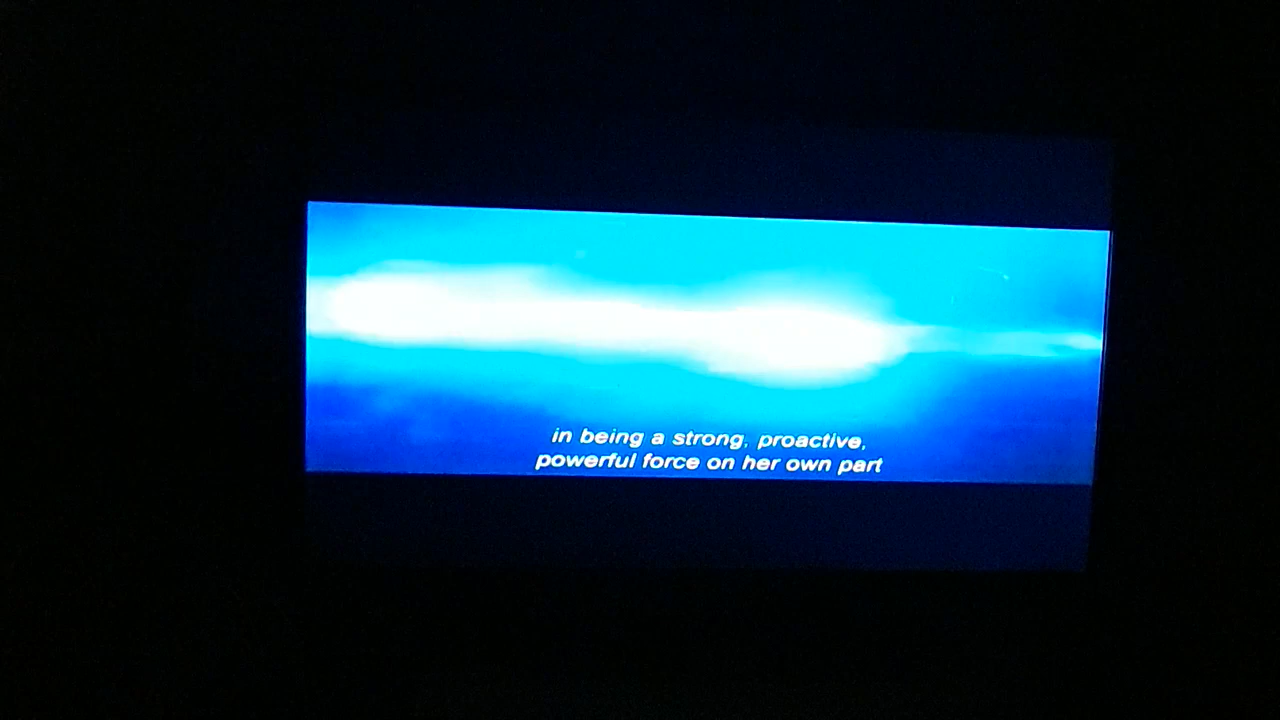 in being a strong, proactive,
powerful force on her own part